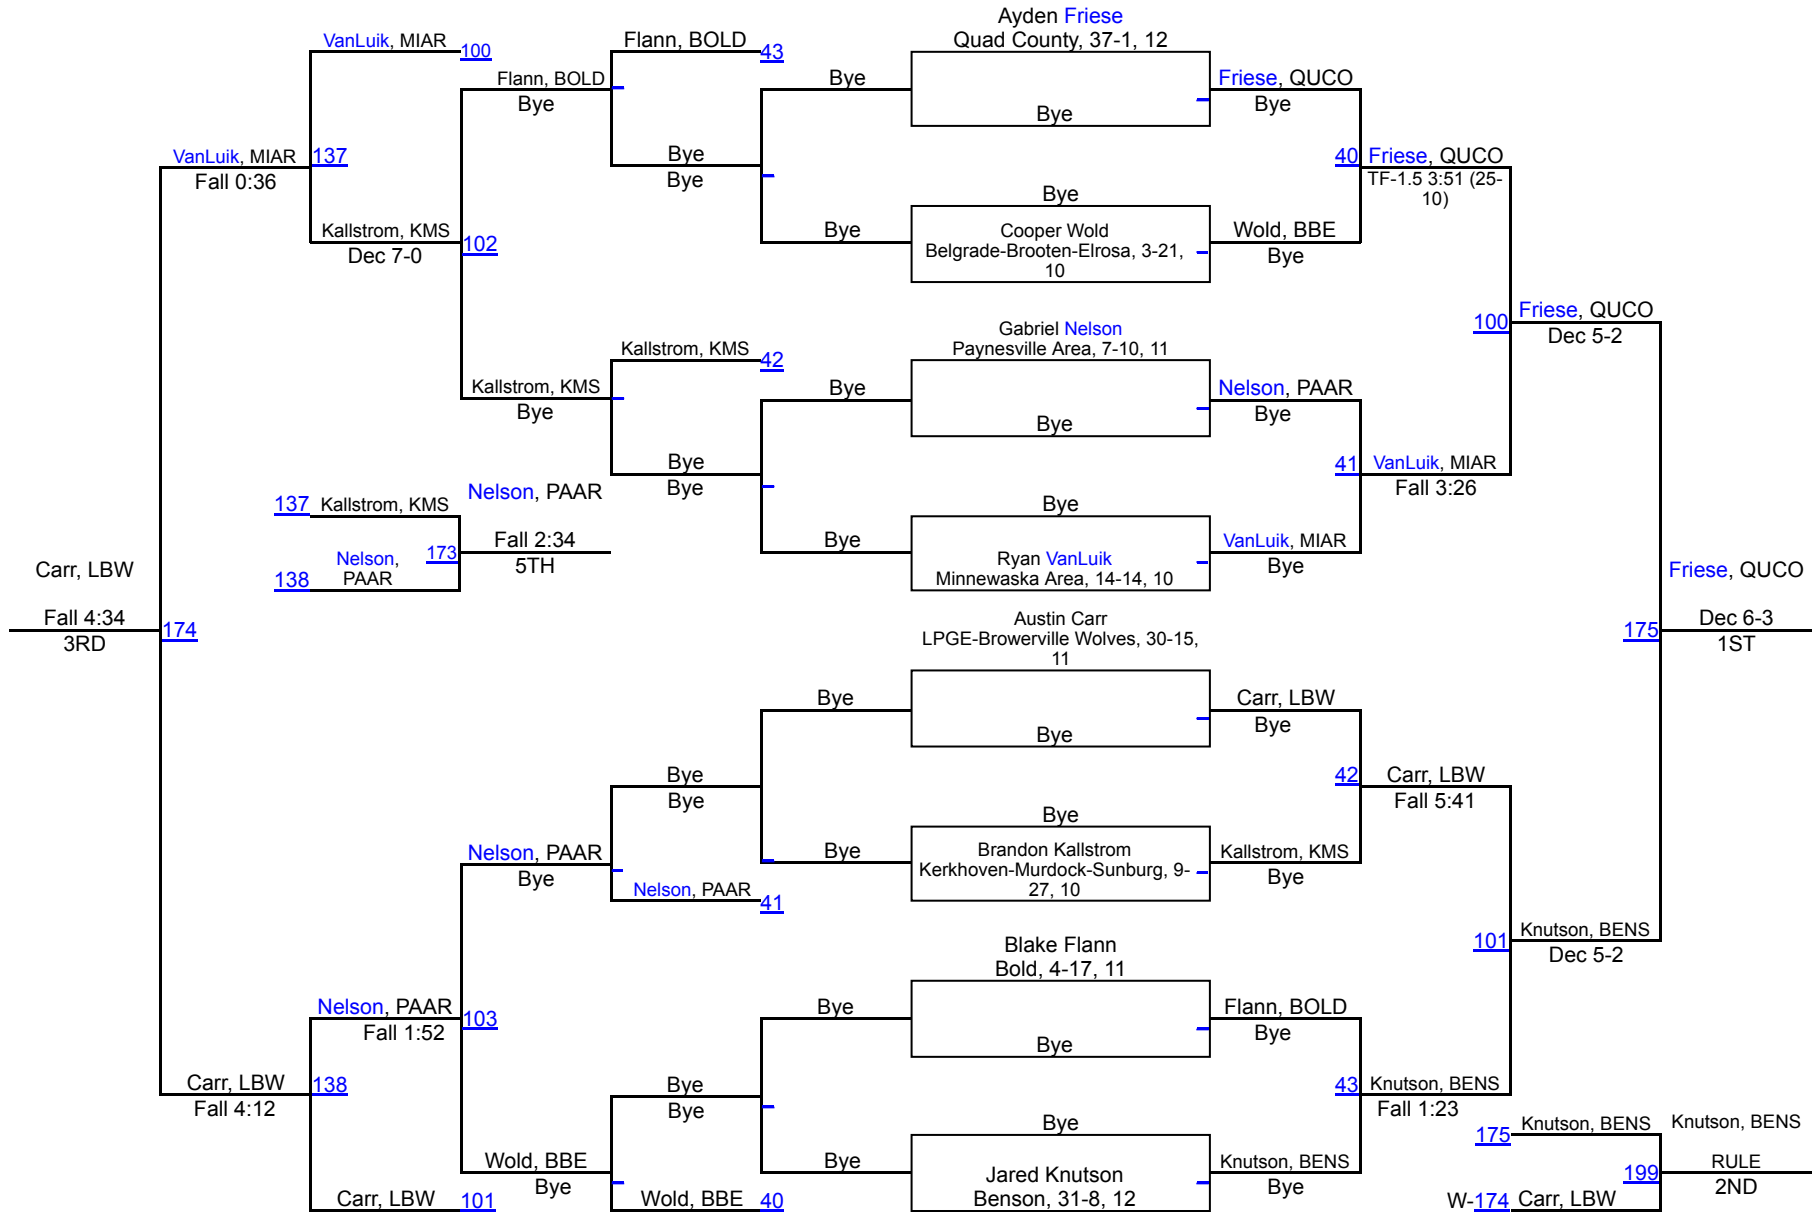 Ayden Friese
Quad County, 37-1, 12
VanLuik, MIAR
100
Flann, BOLD
43
Flann, BOLD
Bye
Bye
Friese, QUCO
Bye
Bye
VanLuik, MIAR
137
Fall 0:36
Bye
Bye
40
Friese, QUCO
TF-1.5 3:51 (25-
10)
Bye
Kallstrom, KMS
102
Dec 7-0
Bye
Cooper Wold
Belgrade-Brooten-Elrosa, 3-21,
10
Wold, BBE
Bye
100
Friese, QUCO
Dec 5-2
Gabriel Nelson
Paynesville Area, 7-10, 11
Kallstrom, KMS
42
Kallstrom, KMS
Bye
Bye
Nelson, PAAR
Bye
Bye
Bye
Bye
41
VanLuik, MIAR
Fall 3:26
137
Kallstrom, KMS
Nelson, PAAR
Bye
Nelson,
PAAR
138
173
Fall 2:34
5TH
Bye
Ryan VanLuik
Minnewaska Area, 14-14, 10
VanLuik, MIAR
Bye
Carr, LBW
Fall 4:34
3RD
174
Friese, QUCO
175
Dec 6-3
1ST
Austin Carr
LPGE-Browerville Wolves, 30-15,
11
Bye
Carr, LBW
Bye
Bye
Bye
Bye
42
Carr, LBW
Fall 5:41
Bye
Nelson, PAAR
Bye
Bye
Brandon Kallstrom
Kerkhoven-Murdock-Sunburg, 9-
27, 10
Kallstrom, KMS
Bye
Nelson, PAAR
41
101
Knutson, BENS
Dec 5-2
Blake Flann
Bold, 4-17, 11
Nelson, PAAR
103
Fall 1:52
Bye
Flann, BOLD
Bye
Bye
Carr, LBW
138
Fall 4:12
Bye
Bye
43
Knutson, BENS
Fall 1:23
Bye
Wold, BBE
Bye
Bye
Jared Knutson
Benson, 31-8, 12
Knutson, BENS
Bye
Carr, LBW
101
Wold, BBE
40
175
Knutson, BENS
Knutson, BENS
199
RULE
2ND
W-174
Carr, LBW